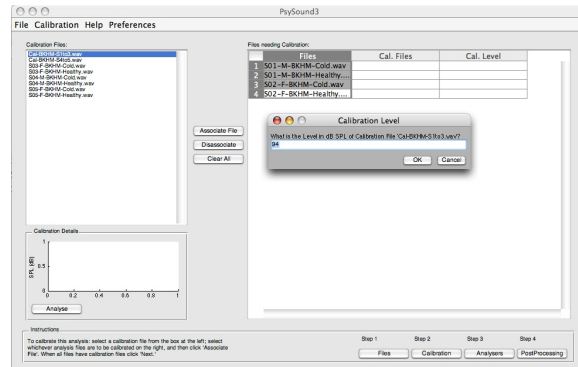 PsySound3
File Calibration Help Preferences
Calibration Files:
Cal-BKHM-S1to3.wav
Cal-BKHM-S4to5.wav
S03-F-BKHM-Cold.wav
S03-F-BKHM-Healthy.wav
S04-M-BKHM-Cold.wav
S04-M-BKHM-Healthy.wav
S05-F-BKHM-Cold.wav
S05-F-BKHM-Healthy.wav
Associate File
Disassociate
Clear All
Files needing Calibration:
Files Cal. Files Cal. Level
1 S01-M-BKHM-Cold.wav
2 S01-M-BKHM-Healthy....
3 S02-F-BKHM-Cold.wav
4 S02-F-BKHM-Healthy....
Calibration Level
What is the Level in dB SPL of Calibration File 'Cal-BKHM-S1to3.wav'?
94
OK Cancel
Calibration Details
SPL (dB)
1
0.5
0
0 0.2 0.4 0.6 0.8 1
Analyse
Instructions
To calibrate this analysis: select a calibration file from the box at the left; select
whichever analysis files are to be calibrated on the right, and then click 'Associate
File'. When all files have calibration files click 'Next.'
Step 1 Step 2 Step 3 Step 4
Files Calibration Analysers PostProcessing